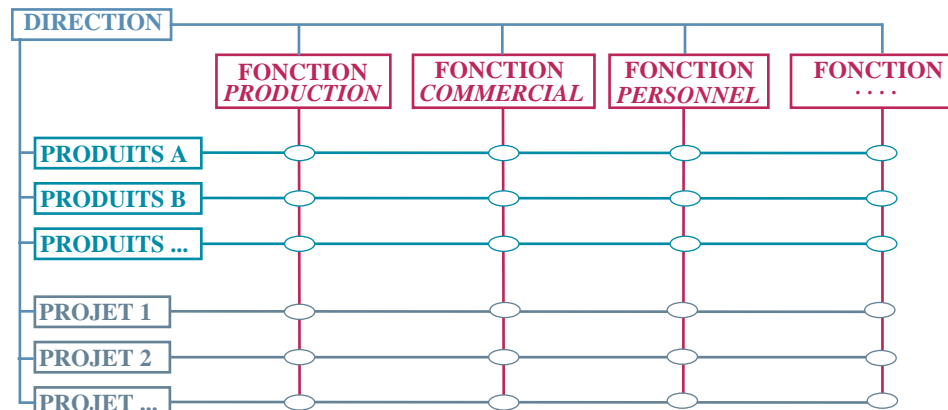 DIRECTION
FONCTION
PRODUCTION
FONCTION
COMMERCIAL
FONCTION
PERSONNEL
FONCTION
. . . .
PRODUITS A
PRODUITS B
PRODUITS ...
PROJET 1
PROJET 2
PROJET ...